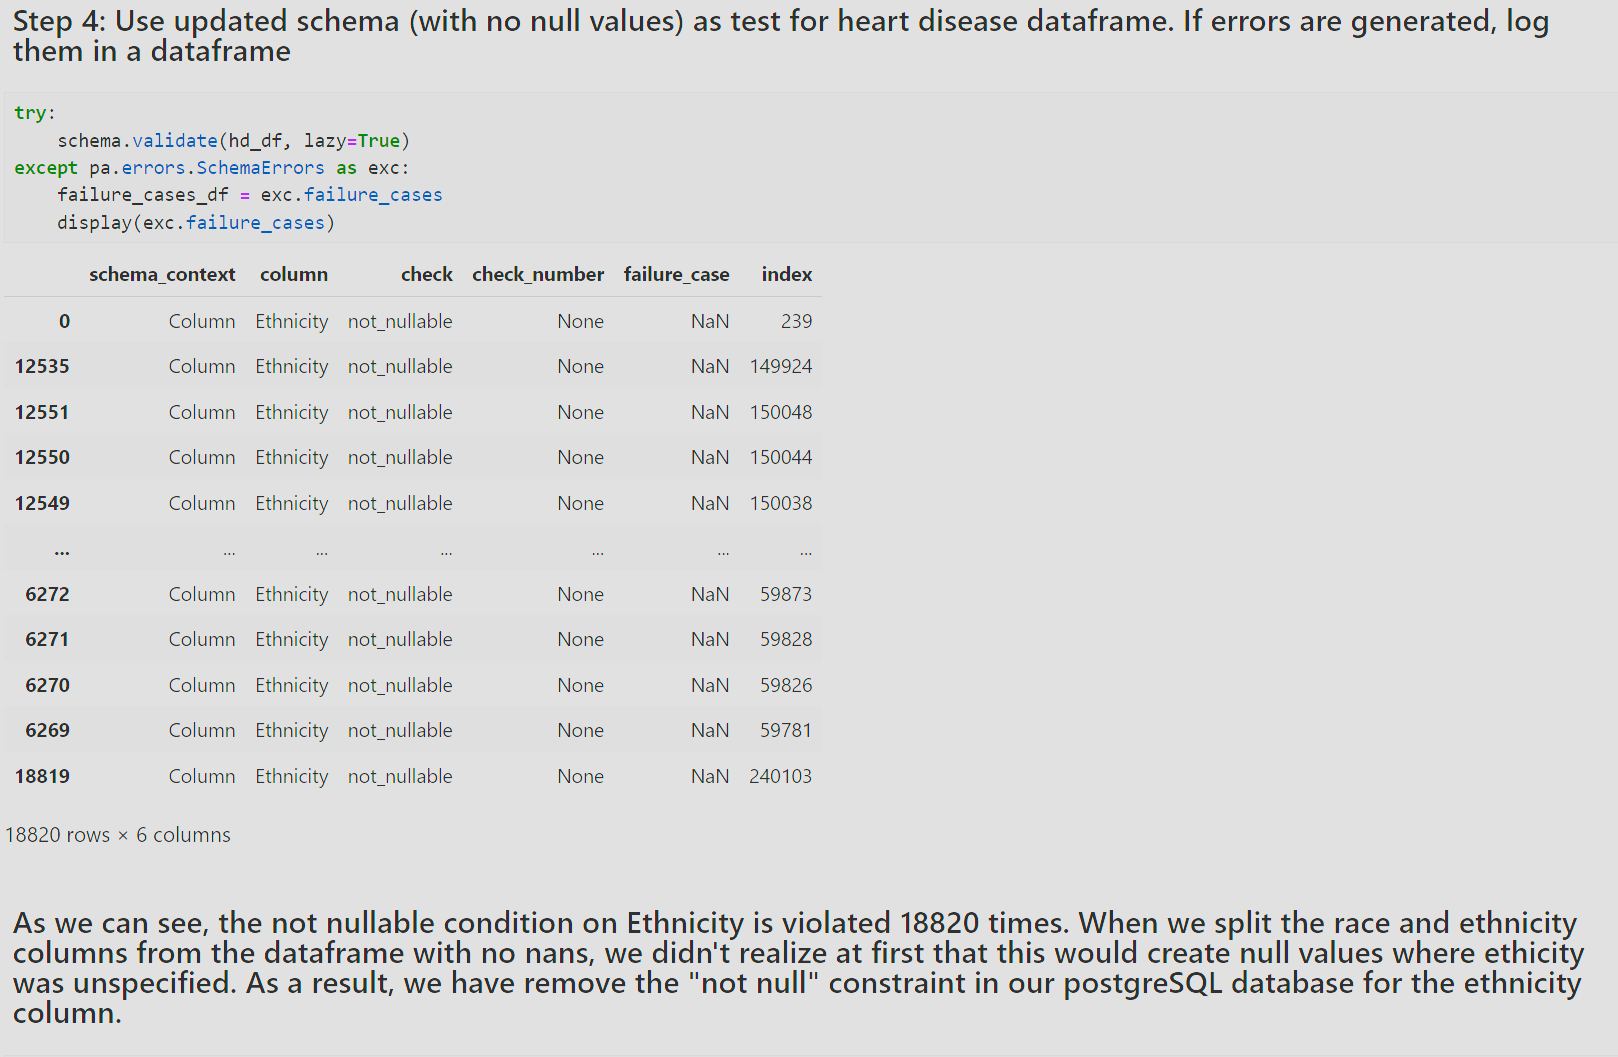 Step 4: Use updated schema (with no null values) as test for heart disease dataframe. If errors are generated, log
them in a dataframe
try:
    schema.validate(hd_df, lazy=True)
except pa.errors.SchemaErrors as exc:
    failure_cases_df = exc.failure_cases
    display(exc.failure_cases)
schema_context column check check_number failure_case index
0 Column Ethnicity not_nullable None NaN 239
12535 Column Ethnicity not_nullable None NaN 149924
12551 Column Ethnicity not_nullable None NaN 150048
12550 Column Ethnicity not_nullable None NaN 150044
12549 Column Ethnicity not_nullable None NaN 150038
... ... ... ... ... ... ...
6272 Column Ethnicity not_nullable None NaN 59873
6271 Column Ethnicity not_nullable None NaN 59828
6270 Column Ethnicity not_nullable None NaN 59826
6269 Column Ethnicity not_nullable None NaN 59781
18819 Column Ethnicity not_nullable None NaN 240103
18820 rows × 6 columns
As we can see, the not nullable condition on Ethnicity is violated 18820 times. When we split the race and ethnicity
columns from the dataframe with no nans, we didn't realize at first that this would create null values where ethicity
was unspecified. As a result, we have remove the "not null" constraint in our postgreSQL database for the ethnicity
column.